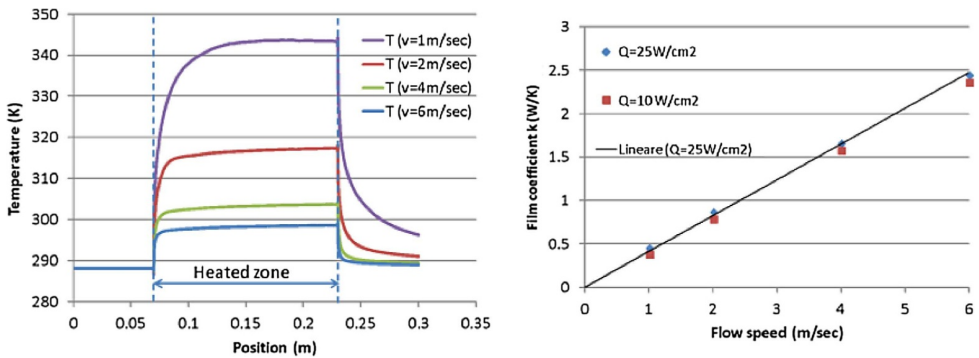 350
340
330
320
310
300
290
280
Temperature (K)
T (v=1m/sec)
T (v=2m/sec)
T (v=4m/sec)
T (v=6m/sec)
Heated zone
0
0.05
0.1
0.15
0.2
0.25
0.3
0.35
Position (m)
3
2.5
2
1.5
1
0.5
0
Film coefficient k (W/K)
Q=25W/cm2
Q=10 W/cm2
Lineare (Q=25W/cm2)
0
1
2
3
4
5
6
Flow speed (m/sec)